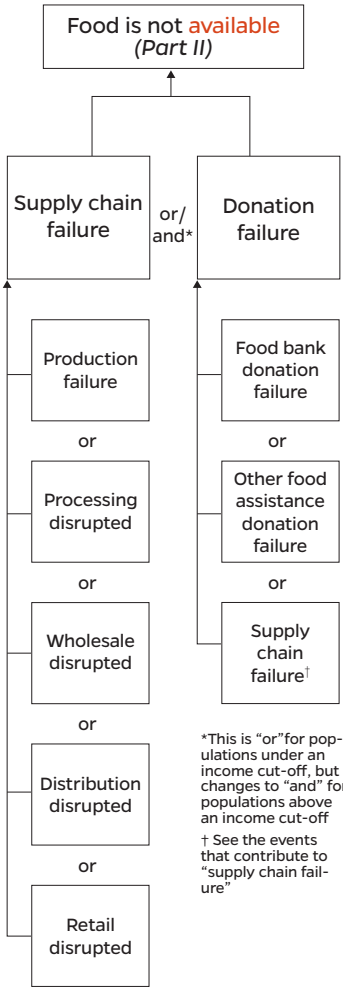 Food is not available
(Part II)
Supply chain
failure
or/
and*
Donation
failure
Production
failure
or
Processing
disrupted
or
Wholesale
disrupted
or
Distribution
disrupted
or
Retail
disrupted
Food bank
donation
failure
or
Other food
assistance
donation
failure
or
Supply
chain
failure†
*This is “or”for pop-
ulations under an
income cut-off, but
changes to “and” for
populations above
an income cut-off
† See the events
that contribute to
“supply chain fail-
ure”